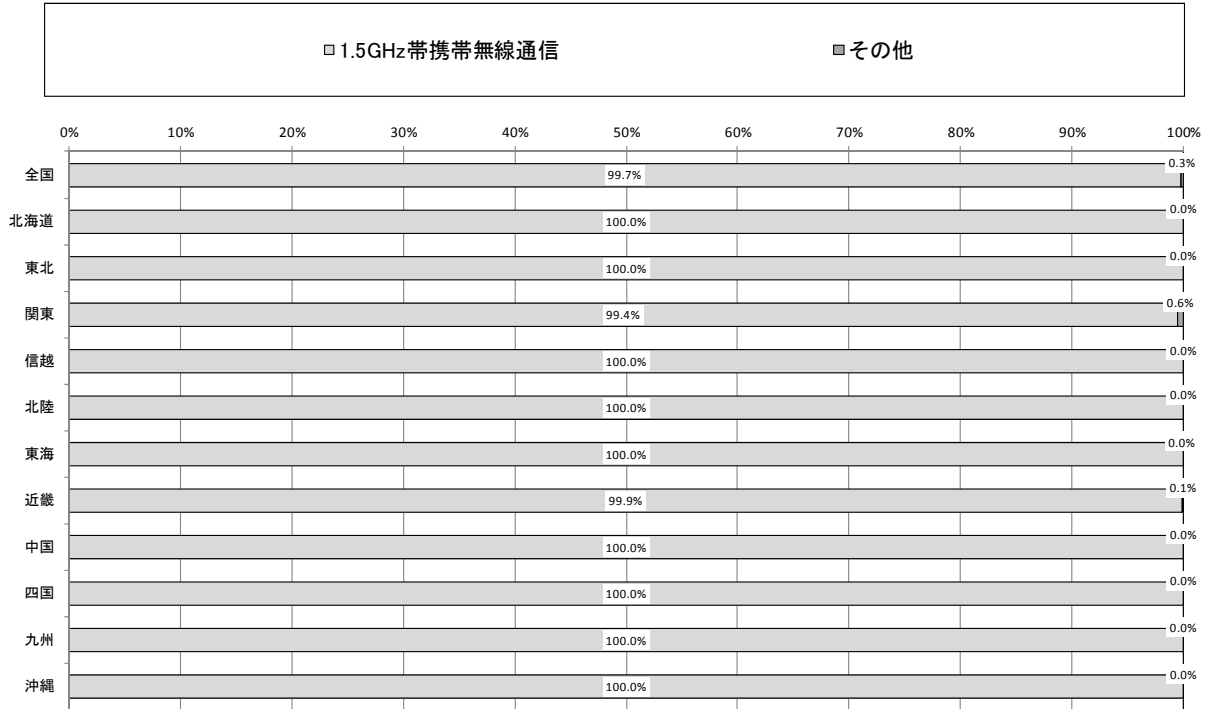 1.5GHz帯携帯無線通信 その他
0% 10% 20% 30% 40% 50% 60% 70% 80% 90% 100%
全国 99.7% 0.3%
北海道 100.0% 0.0%
東北 100.0% 0.0%
関東 99.4% 0.6%
信越 100.0% 0.0%
北陸 100.0% 0.0%
東海 100.0% 0.0%
近畿 99.9% 0.1%
中国 100.0% 0.0%
四国 100.0% 0.0%
九州 100.0% 0.0%
沖縄 100.0% 0.0%